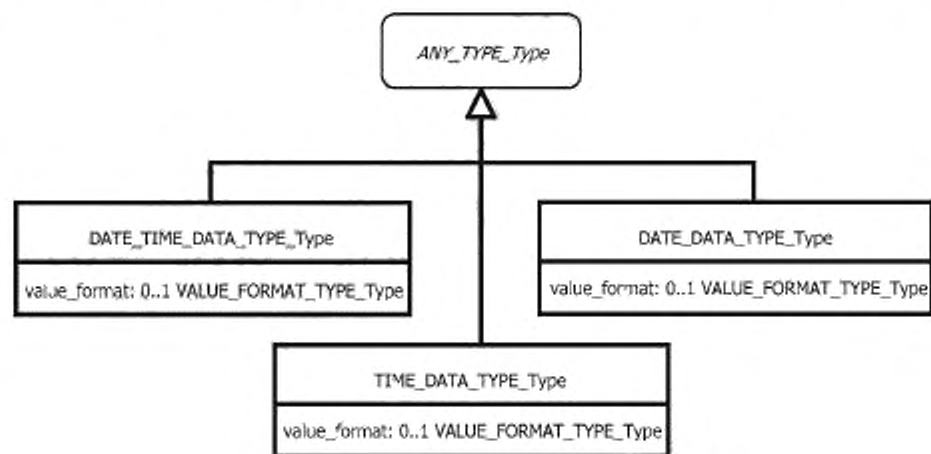 ANY_TYPE_Type
DATE_TIME_DATA_TYPE_Type
value_format: 0..1 VALUE_FORMAT_TYPE_Type
DATE_DATA_TYPE_Type
value_format: 0..1 VALUE_FORMAT_TYPE_Type
TIME_DATA_TYPE_Type
value_format: 0..1 VALUE_FORMAT_TYPE_Type